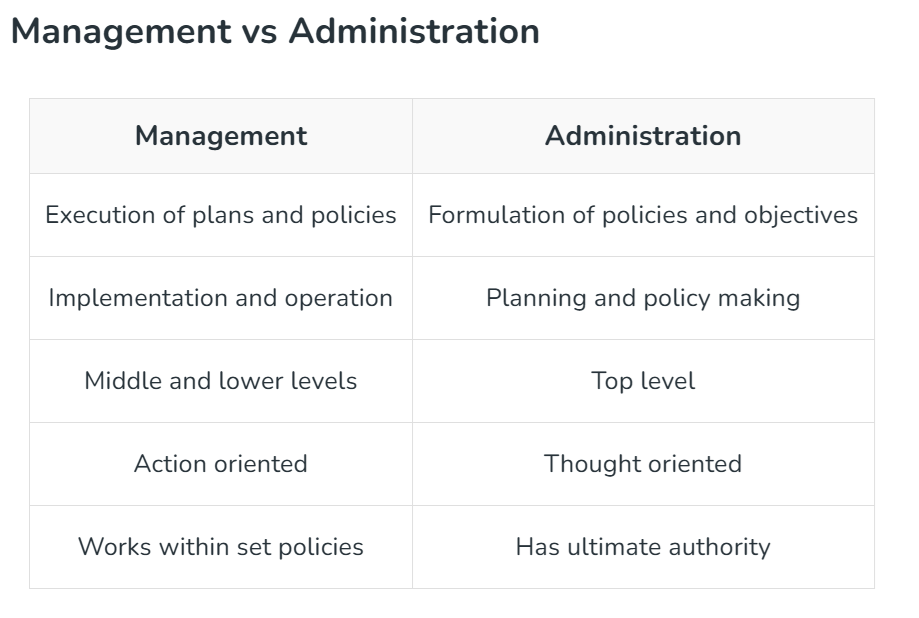 Management vs Administration
Management Administration
Execution of plans and policies Formulation of policies and objectives
Implementation and operation Planning and policy making
Middle and lower levels Top level
Action oriented Thought oriented
Works within set policies Has ultimate authority